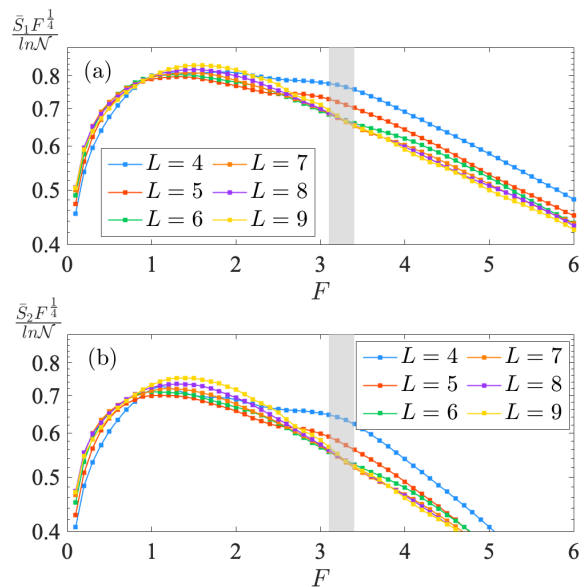 S̄₁F^¼ / ln𝒩
(a)
0.8
0.7
0.6
0.5
0.4
L = 4 L = 7
L = 5 L = 8
L = 6 L = 9
0 1 2 3 4 5 6
F
S̄₂F^¼ / ln𝒩
(b)
0.8
0.7
0.6
0.5
0.4
L = 4 L = 7
L = 5 L = 8
L = 6 L = 9
0 1 2 3 4 5 6
F